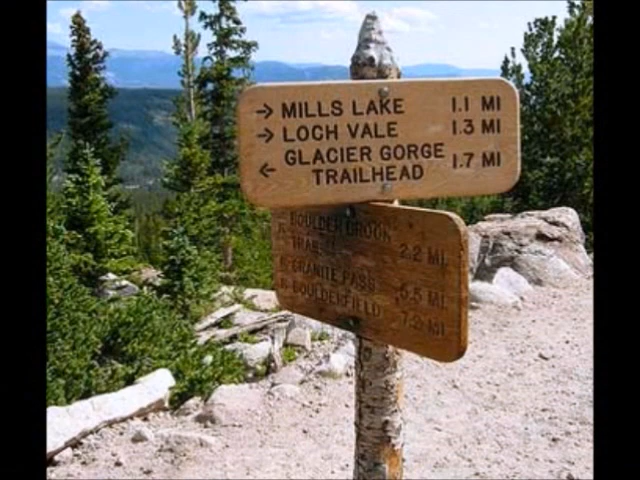 → MILLS LAKE 1.1 MI
→ LOCH VALE 1.3 MI
← GLACIER GORGE
TRAILHEAD 1.7 MI
BOULDER BROOK
TRAIL 2.2 MI
GRANITE PASS 5.5 MI
BOULDERFIELD 7.2 MI